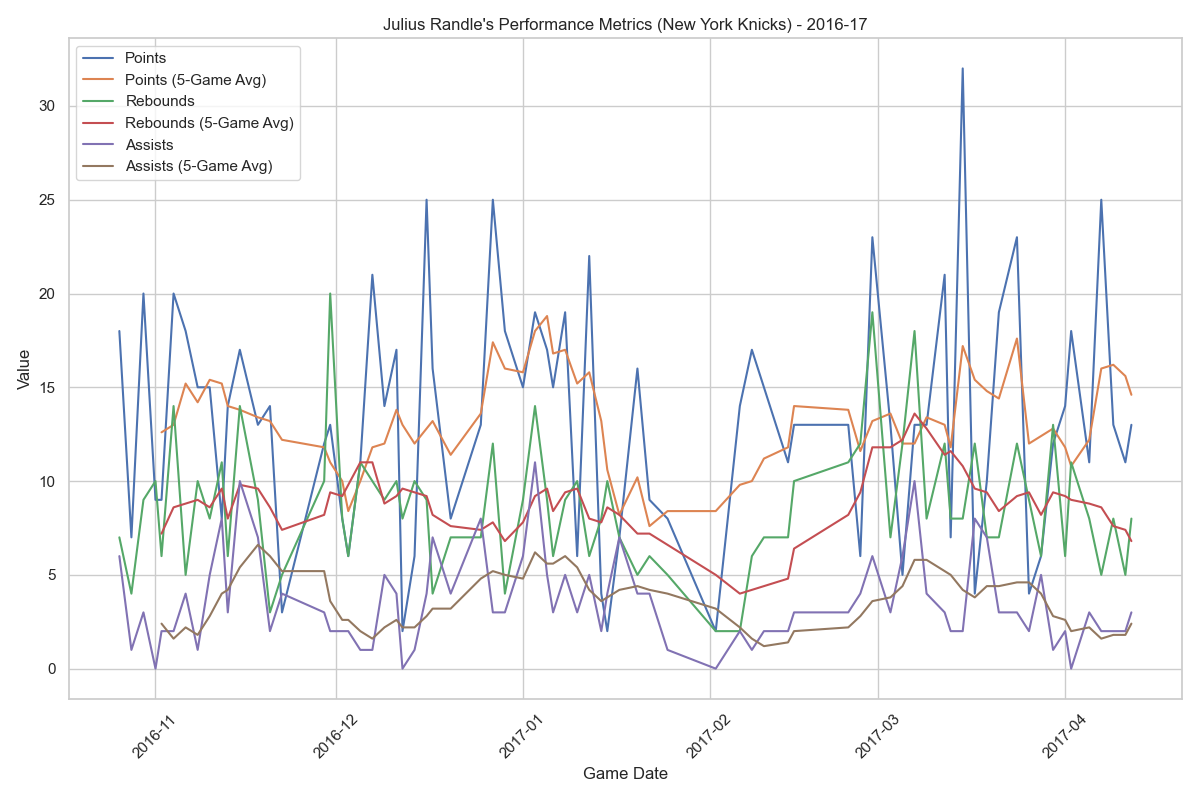 Julius Randle's Performance Metrics (New York Knicks) - 2016-17
Points
Points (5-Game Avg)
Rebounds
Rebounds (5-Game Avg)
Assists
Assists (5-Game Avg)
Value
30
25
20
15
10
5
0
2016-11
2016-12
2017-01
2017-02
2017-03
2017-04
Game Date